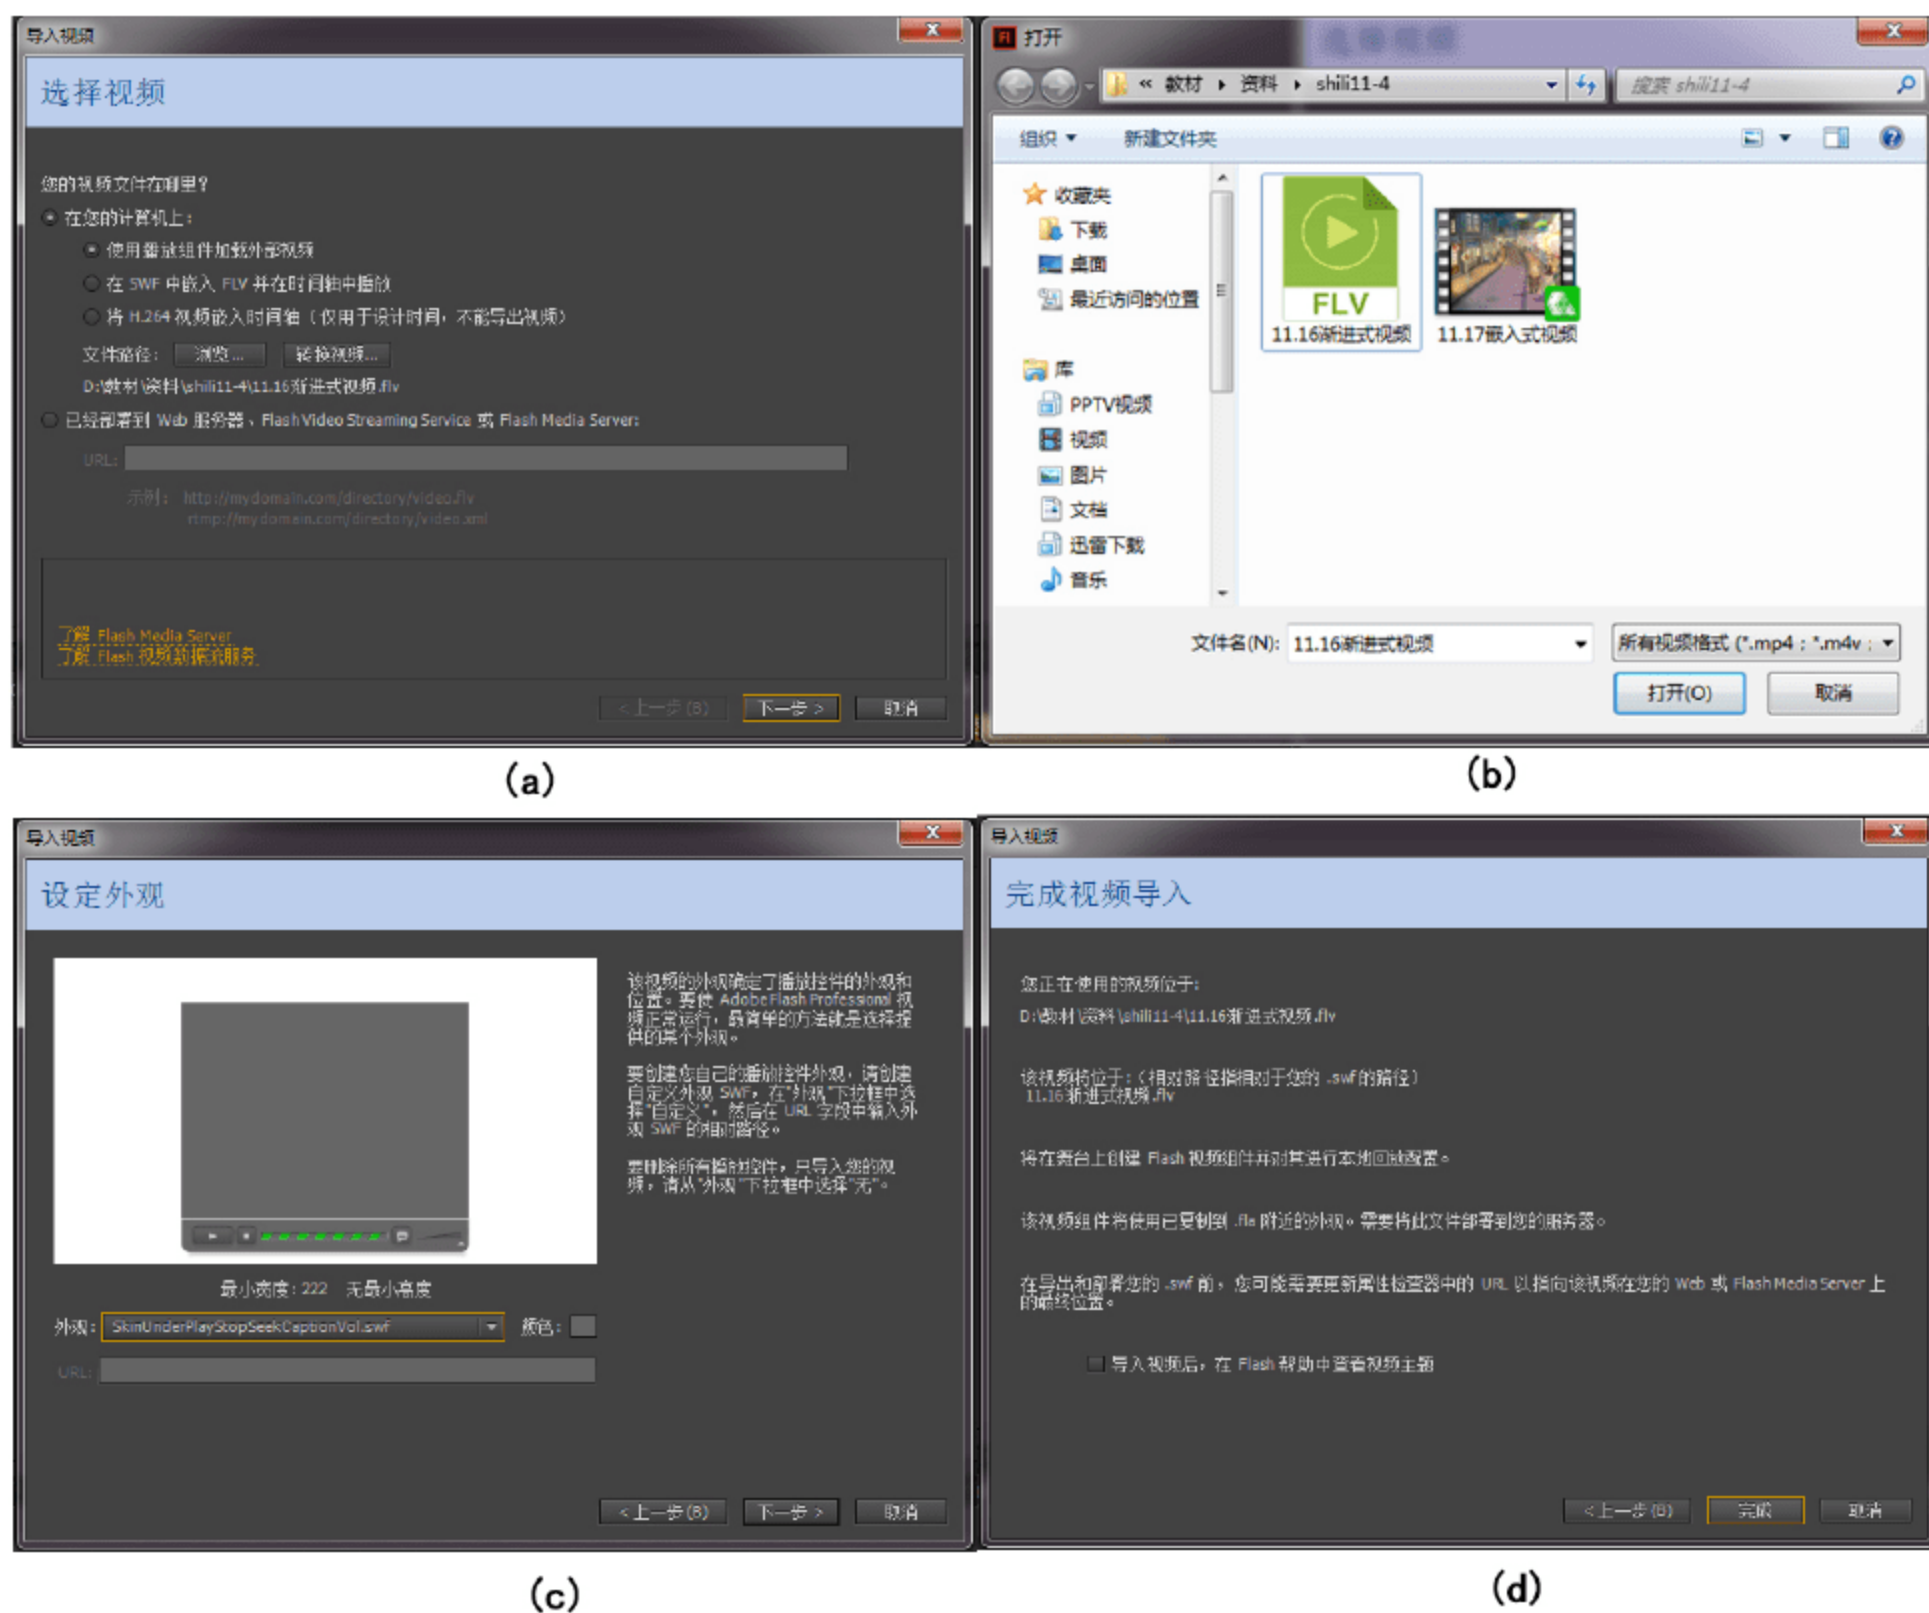 导入视频
选择视频
您的视频文件在哪里?
在您的计算机上:
使用播放组件加载外部视频
在 SWF 中嵌入 FLV 并在时间轴中播放
将 H.264 视频嵌入时间轴(仅用于设计时间,不能导出视频)
文件路径: 浏览... 转换视频...
D:\教材\资料\shili11-4\11.16渐进式视频.flv
已经部署到 Web 服务器、Flash Video Streaming Service 或 Flash Media Server:
URL:
示例: http://mydomain.com/directory/video.flv
rtmp://mydomain.com/directory/video.xml
了解 Flash Media Server
了解 Flash 视频数据流服务
<上一步(B) 下一步 > 取消
(a)
打开
« 教材 资料 shili11-4
搜索 shili11-4
组织 新建文件夹
收藏夹
下载
桌面
最近访问的位置
库
PPTV视频
视频
图片
文档
迅雷下载
音乐
FLV
11.16渐进式视频
11.17嵌入式视频
文件名(N): 11.16渐进式视频 所有视频格式 (*.mp4 ; *.m4v ;
打开(O) 取消
(b)
导入视频
设定外观
该视频的外观确定了播放控件的外观和
位置。要使 Adobe Flash Professional 视
频正常运行,最简单的方法就是选择提
供的某个外观。
要创建您自己的播放控件外观,请创建
自定义外观 SWF,在"外观"下拉框中选
择"自定义",然后在 URL 字段中输入外
观 SWF 的相对路径。
要删除所有播放控件,只导入您的视
频,请从"外观"下拉框中选择"无"。
最小宽度: 222 无最小高度
外观: SkinUnderPlayStopSeekCaptionVol.swf 颜色:
URL:
<上一步(B) 下一步 > 取消
(c)
导入视频
完成视频导入
您正在使用的视频位于:
D:\教材\资料\shili11-4\11.16渐进式视频.flv
该视频将位于:(相对路径指相对于您的 .swf 的路径)
11.16渐进式视频.flv
将在舞台上创建 Flash 视频组件并对其进行本地回放配置。
该视频组件将使用已复制到 .fla 附近的外观。需要将此文件部署到您的服务器。
在导出和部署您的 .swf 前,您可能需要更新属性检查器中的 URL 以指向该视频在您的 Web 或 Flash Media Server 上
的最终位置。
导入视频后,在 Flash 帮助中查看视频主题
<上一步(B) 完成 取消
(d)